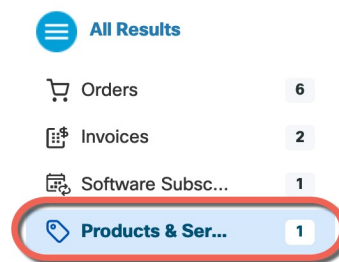 All Results
Orders 6
Invoices 2
Software Subsc... 1
Products & Ser... 1